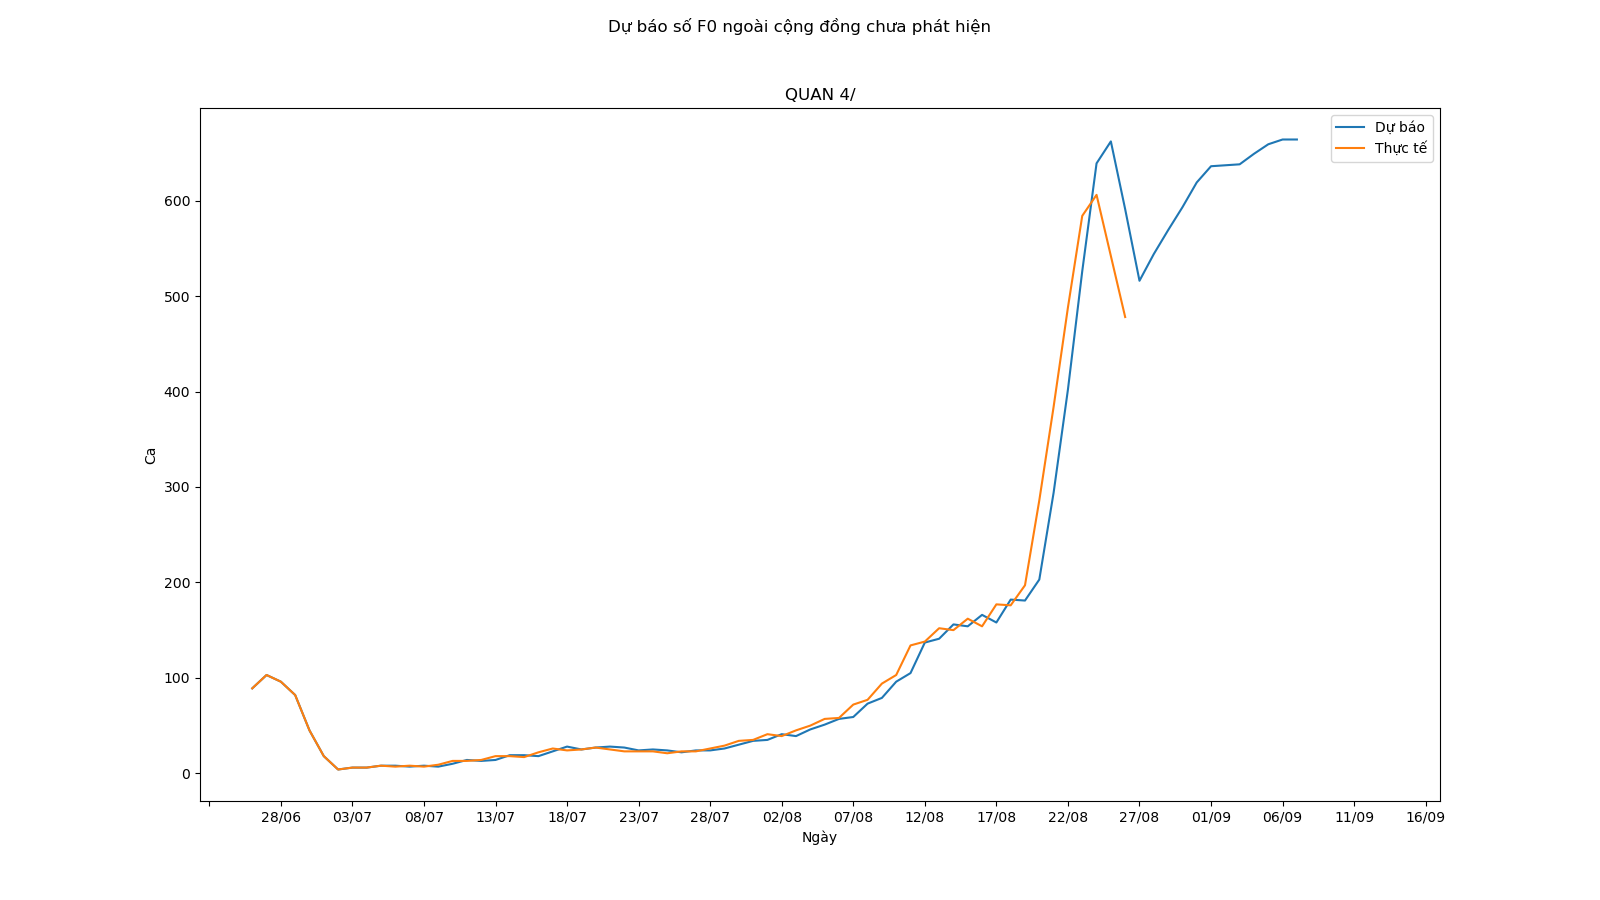 Dự báo số F0 ngoài cộng đồng chưa phát hiện
QUAN 4/
Dự báo
Thực tế
600
500
400
300
200
100
0
Ca
28/06 03/07 08/07 13/07 18/07 23/07 28/07 02/08 07/08 12/08 17/08 22/08 27/08 01/09 06/09 11/09 16/09
Ngày